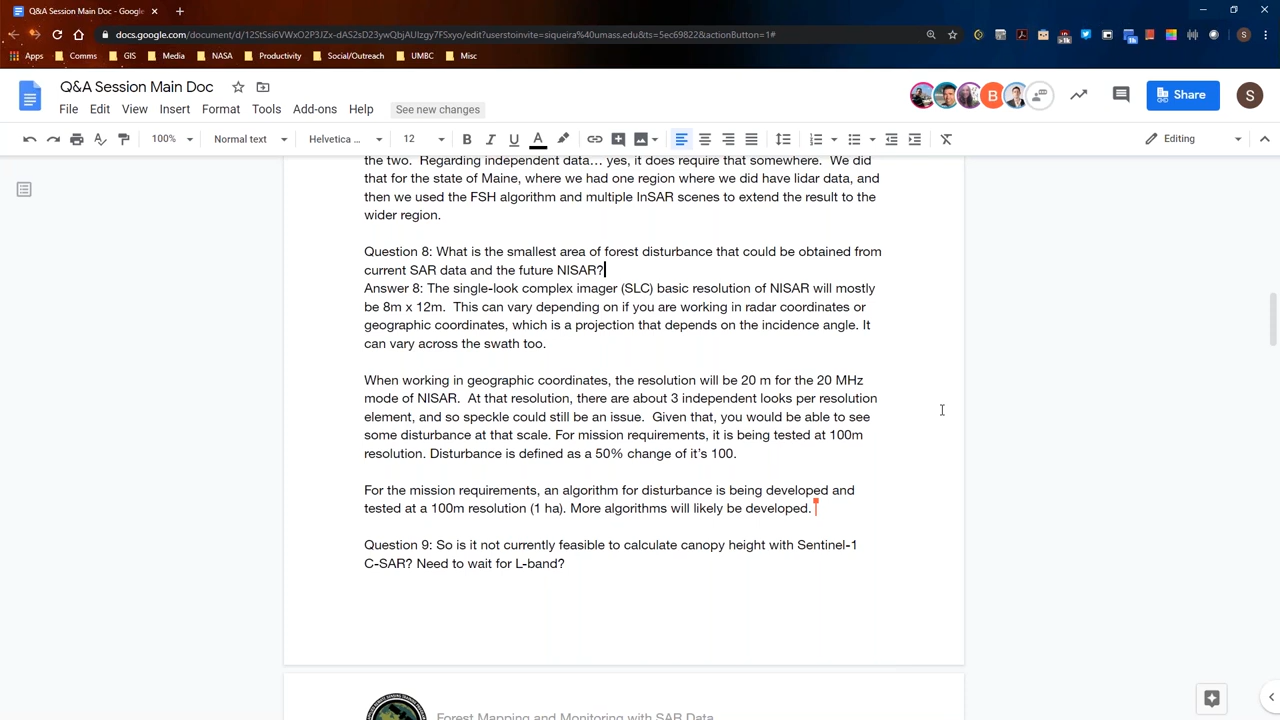 Q&A Session Main Doc - Google
docs.google.com/document/d/12StSsi6VWxO2P3JZx-dAS2sD23ywQbjAUIzgy7FSxyo/edit?userstoinvite=siqueira%40umass.edu&ts=5ec69822&actionButton=1#
Apps Comms GIS Media NASA Productivity Social/Outreach UMBC Misc
Q&A Session Main Doc
File Edit View Insert Format Tools Add-ons Help See new changes
B
Share
S
100% Normal text Helvetica ... 12 B I U A Editing
the two. Regarding independent data… yes, it does require that somewhere. We did
that for the state of Maine, where we had one region where we did have lidar data, and
then we used the FSH algorithm and multiple InSAR scenes to extend the result to the
wider region.
Question 8: What is the smallest area of forest disturbance that could be obtained from
current SAR data and the future NISAR?
Answer 8: The single-look complex imager (SLC) basic resolution of NISAR will mostly
be 8m x 12m. This can vary depending on if you are working in radar coordinates or
geographic coordinates, which is a projection that depends on the incidence angle. It
can vary across the swath too.
When working in geographic coordinates, the resolution will be 20 m for the 20 MHz
mode of NISAR. At that resolution, there are about 3 independent looks per resolution
element, and so speckle could still be an issue. Given that, you would be able to see
some disturbance at that scale. For mission requirements, it is being tested at 100m
resolution. Disturbance is defined as a 50% change of it's 100.
For the mission requirements, an algorithm for disturbance is being developed and
tested at a 100m resolution (1 ha). More algorithms will likely be developed.
Question 9: So is it not currently feasible to calculate canopy height with Sentinel-1
C-SAR? Need to wait for L-band?
Forest Mapping and Monitoring with SAR Data